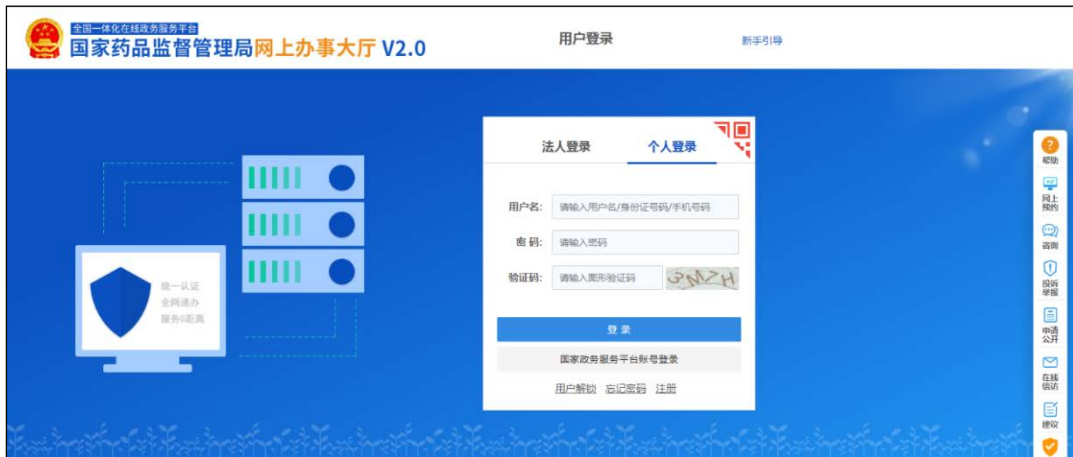 全国一体化在线政务服务平台
国家药品监督管理局网上办事大厅 V2.0
用户登录
新手引导
法人登录 个人登录
用户名: 请输入用户名/身份证号码/手机号码
密 码: 请输入密码
验证码: 请输入图形验证码 3M7H
登 录
国家政务服务平台账号登录
用户解锁 忘记密码 注册
统一认证
全网通办
服务0距离
?
帮助
网上
预约
咨询
投诉
举报
申请
公开
在线
信访
建议